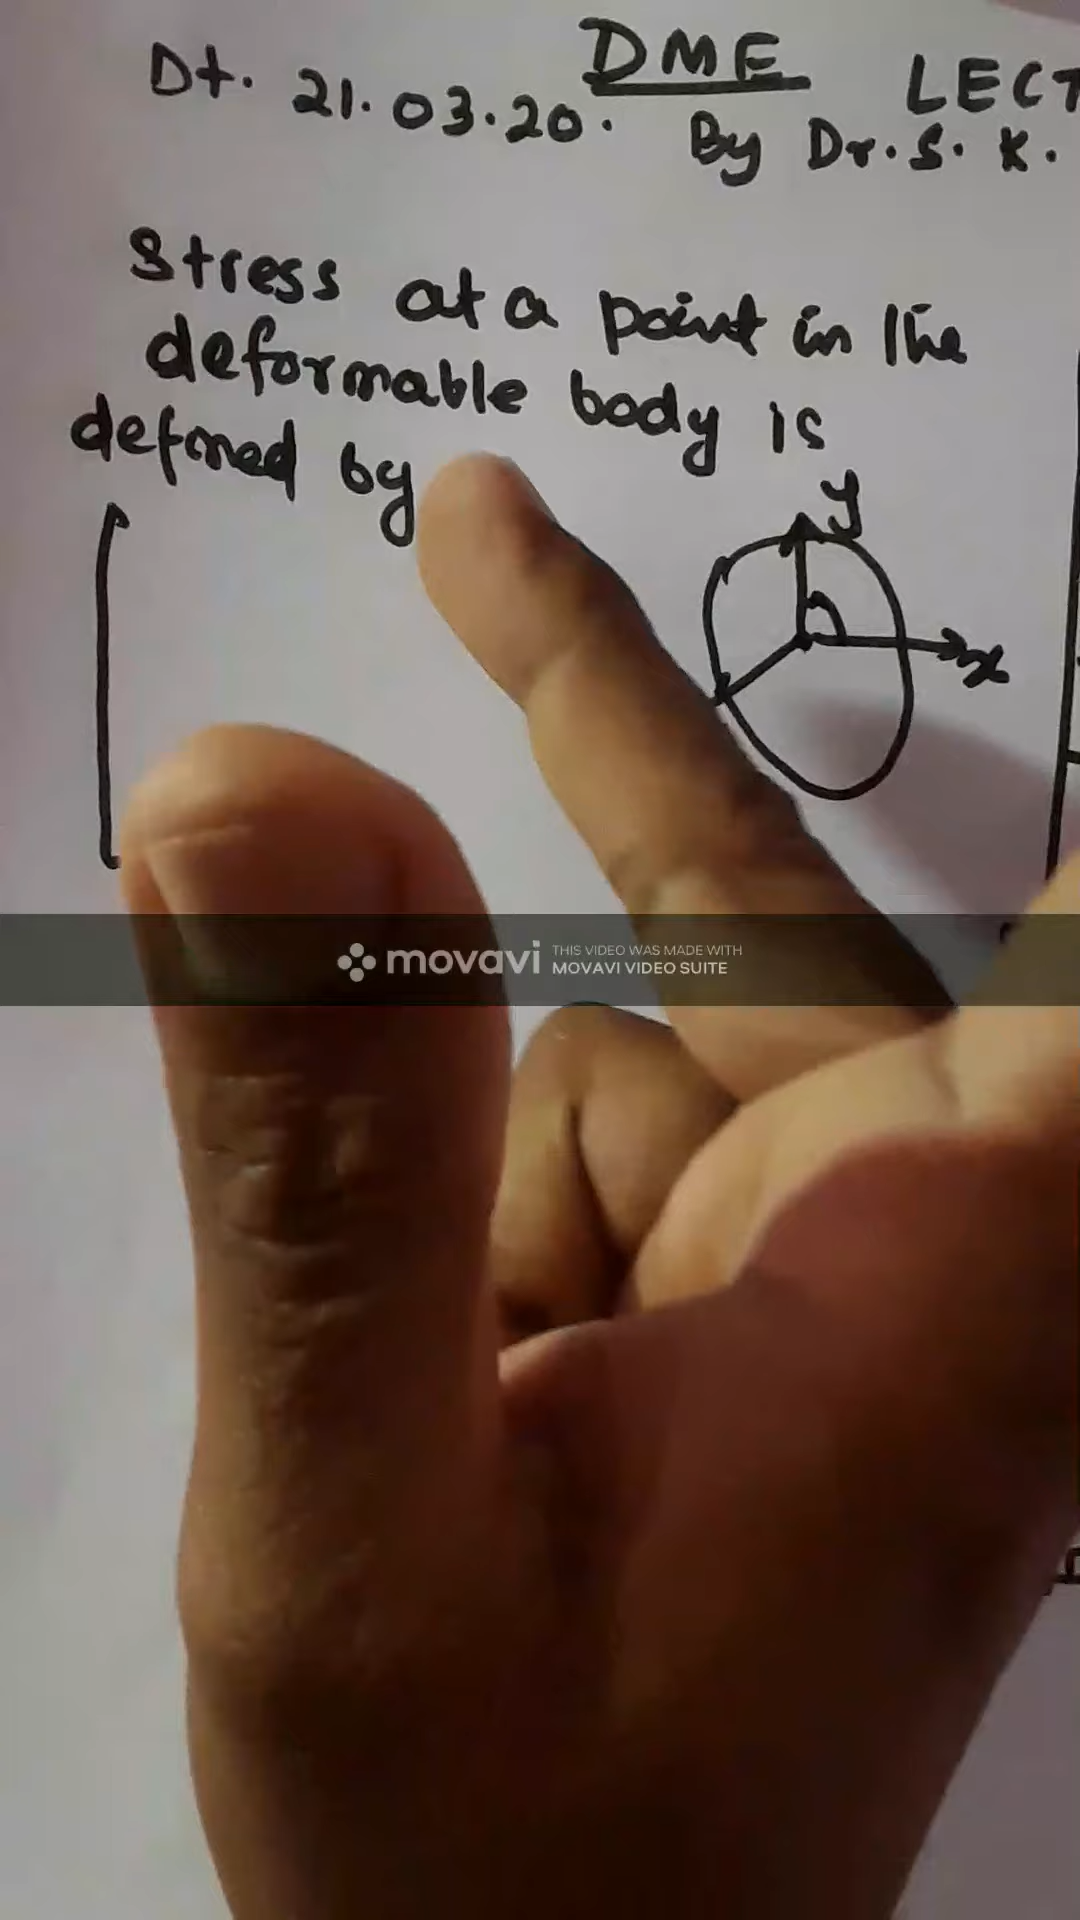 DME LECT
Dt. 21.03.20. By Dr. S. K.
Stress at a point in the
deformable body is
defined by
y
x
movavi THIS VIDEO WAS MADE WITH
MOVAVI VIDEO SUITE